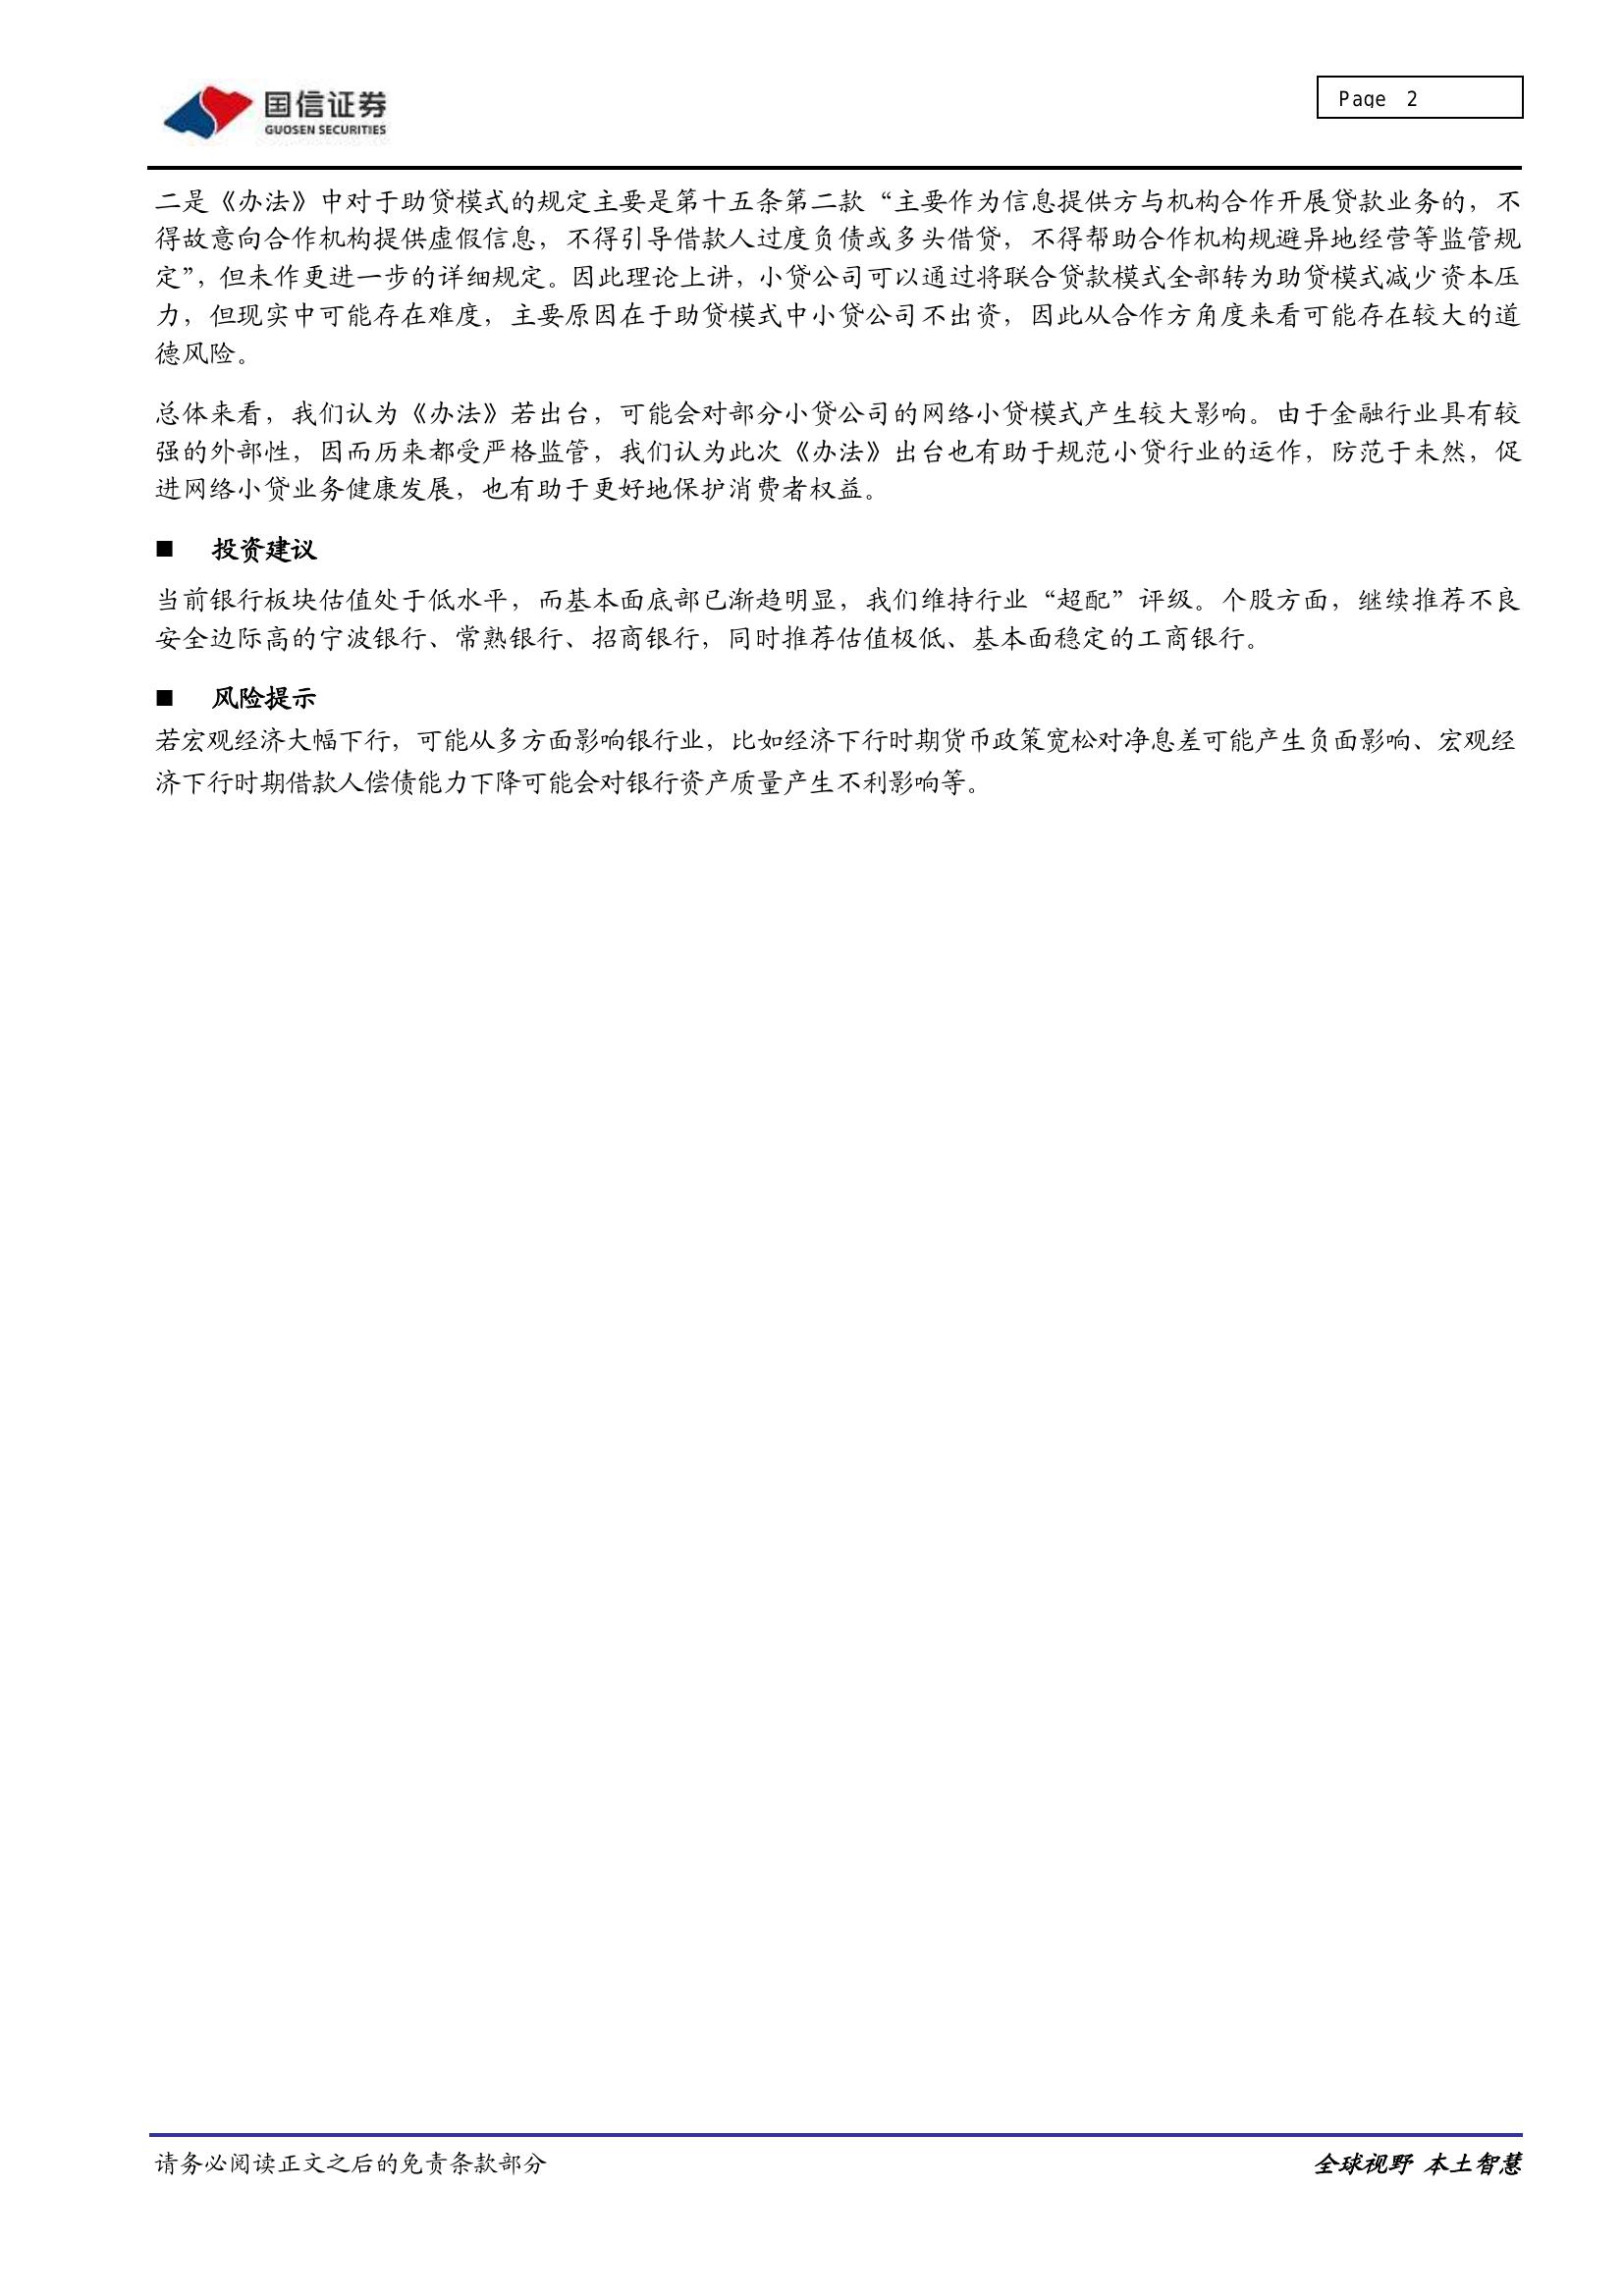 国信证券
GUOSEN SECURITIES
Page 2
二是《办法》中对于助贷模式的规定主要是第十五条第二款“主要作为信息提供方与机构合作开展贷款业务的，不
得故意向合作机构提供虚假信息，不得引导借款人过度负债或多头借贷，不得帮助合作机构规避异地经营等监管规
定”，但未作更进一步的详细规定。因此理论上讲，小贷公司可以通过将联合贷款模式全部转为助贷模式减少资本压
力，但现实中可能存在难度，主要原因在于助贷模式中小贷公司不出资，因此从合作方角度来看可能存在较大的道
德风险。
总体来看，我们认为《办法》若出台，可能会对部分小贷公司的网络小贷模式产生较大影响。由于金融行业具有较
强的外部性，因而历来都受严格监管，我们认为此次《办法》出台也有助于规范小贷行业的运作，防范于未然，促
进网络小贷业务健康发展，也有助于更好地保护消费者权益。
■ 投资建议
当前银行板块估值处于低水平，而基本面底部已渐趋明显，我们维持行业“超配”评级。个股方面，继续推荐不良
安全边际高的宁波银行、常熟银行、招商银行，同时推荐估值极低、基本面稳定的工商银行。
■ 风险提示
若宏观经济大幅下行，可能从多方面影响银行业，比如经济下行时期货币政策宽松对净息差可能产生负面影响、宏观经
济下行时期借款人偿债能力下降可能会对银行资产质量产生不利影响等。
请务必阅读正文之后的免责条款部分
全球视野 本土智慧